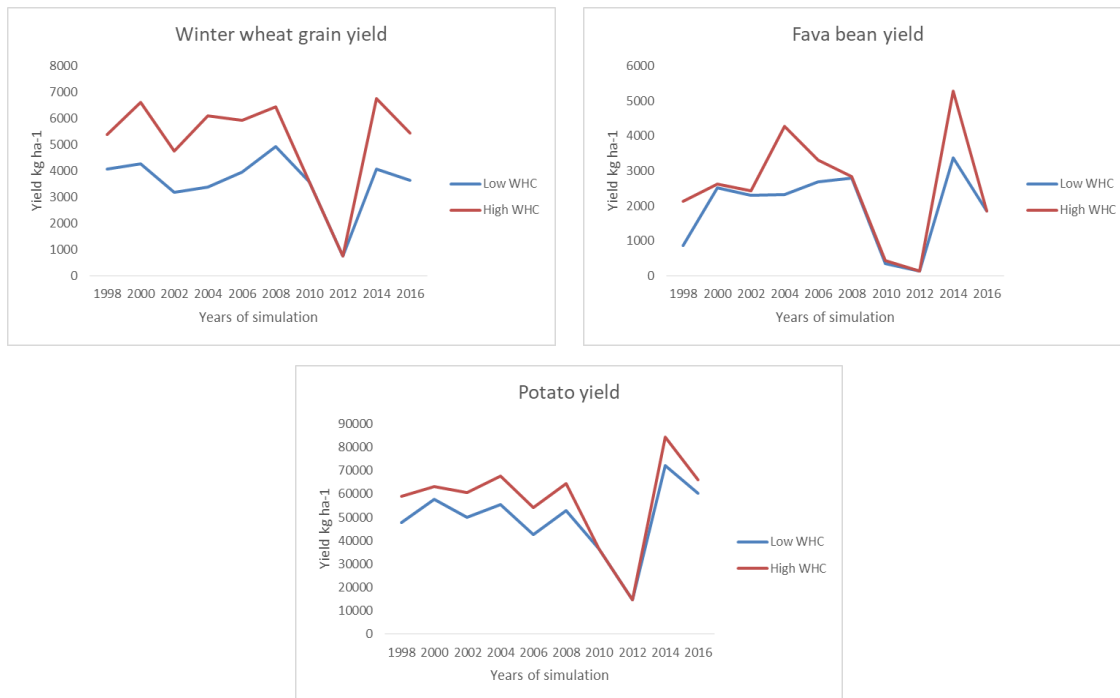 Winter wheat grain yield
Yield kg ha-1
8000
7000
6000
5000
4000
3000
2000
1000
0
1998 2000 2002 2004 2006 2008 2010 2012 2014 2016
Years of simulation
Low WHC
High WHC
Fava bean yield
Yield kg ha-1
6000
5000
4000
3000
2000
1000
0
1998 2000 2002 2004 2006 2008 2010 2012 2014 2016
Years of simulation
Low WHC
High WHC
Potato yield
Yield kg ha-1
90000
80000
70000
60000
50000
40000
30000
20000
10000
0
1998 2000 2002 2004 2006 2008 2010 2012 2014 2016
Years of simulation
Low WHC
High WHC